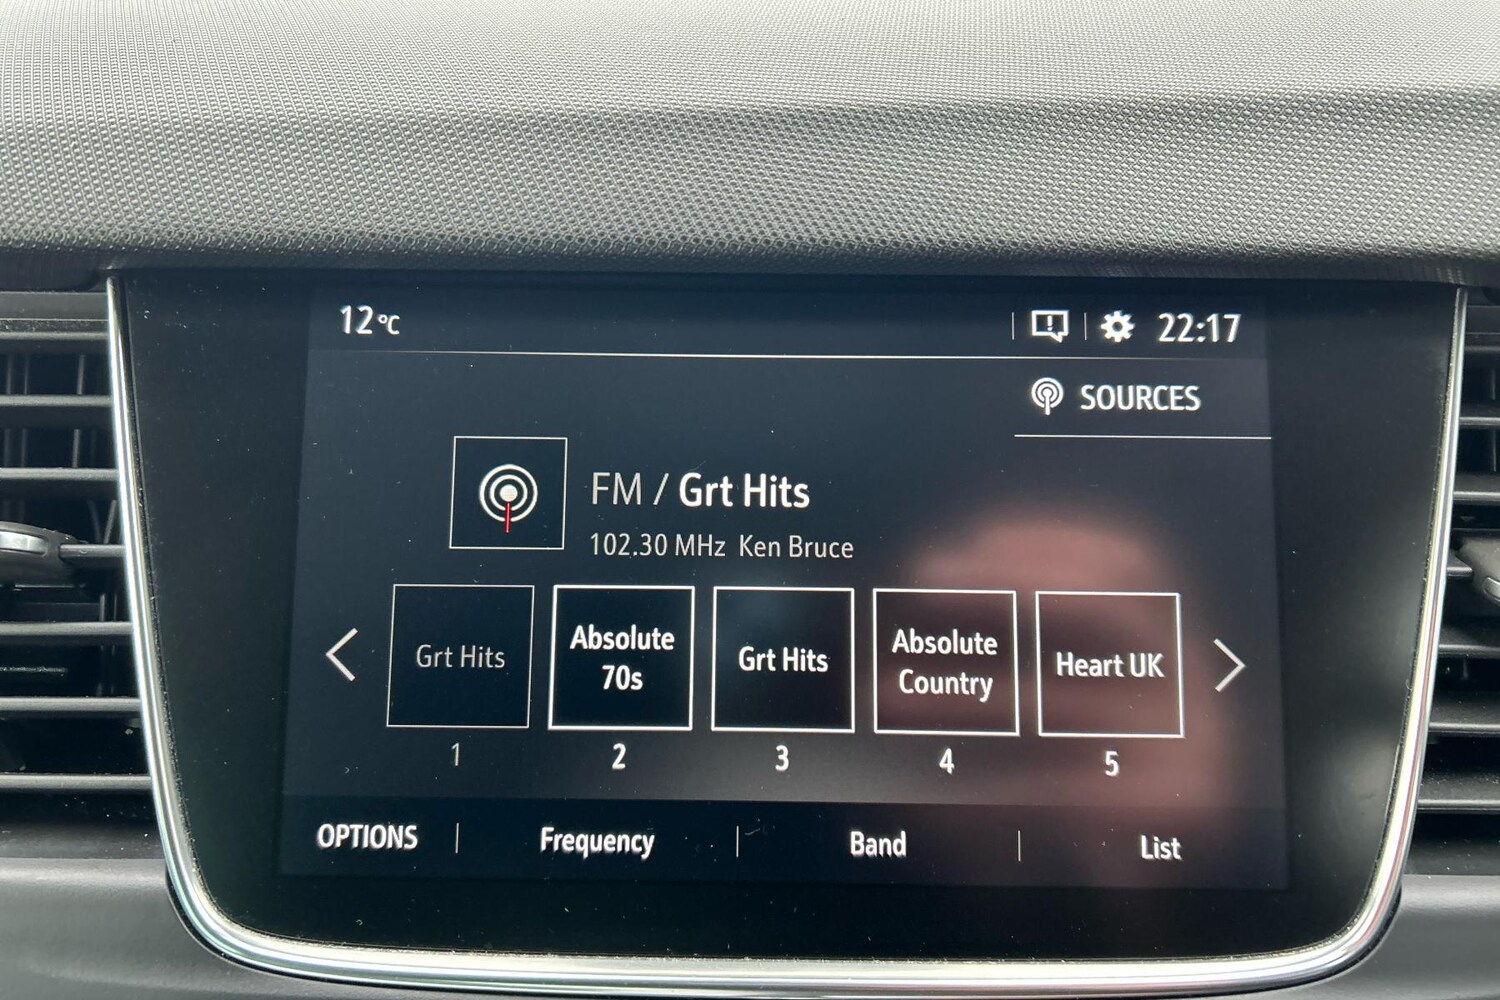 12°C
22:17
SOURCES
FM / Grt Hits
102.30 MHz Ken Bruce
Grt Hits
Absolute
70s
Grt Hits
Absolute
Country
Heart UK
1
2
3
4
5
OPTIONS
Frequency
Band
List